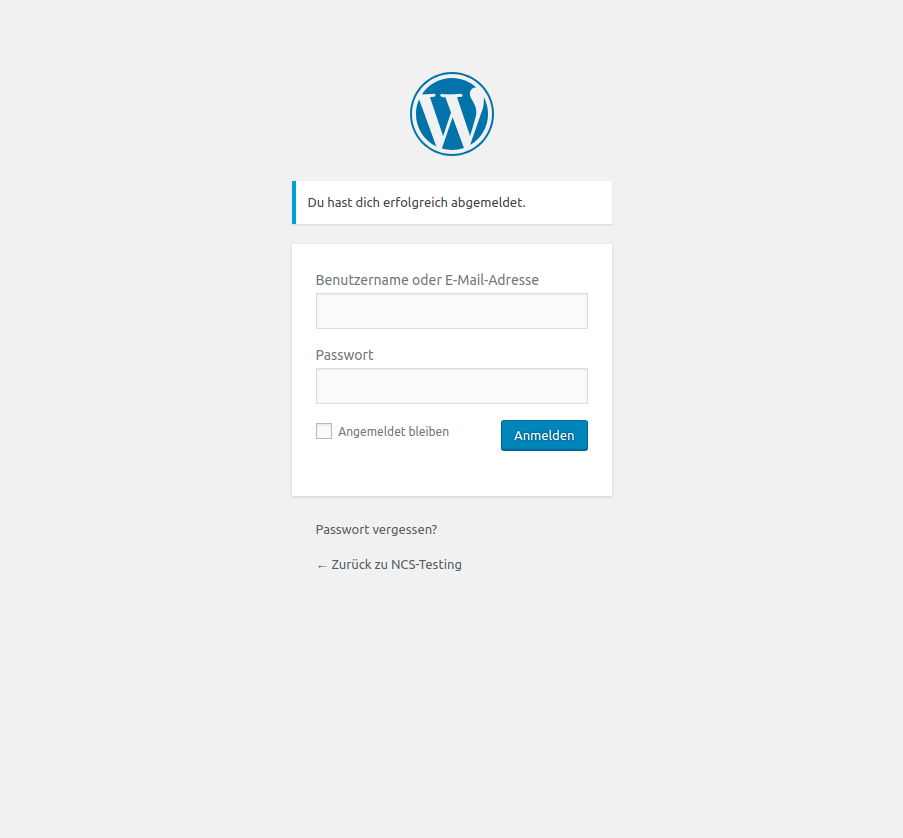 Du hast dich erfolgreich abgemeldet.
Benutzername oder E-Mail-Adresse
Passwort
Angemeldet bleiben
Anmelden
Passwort vergessen?
← Zurück zu NCS-Testing